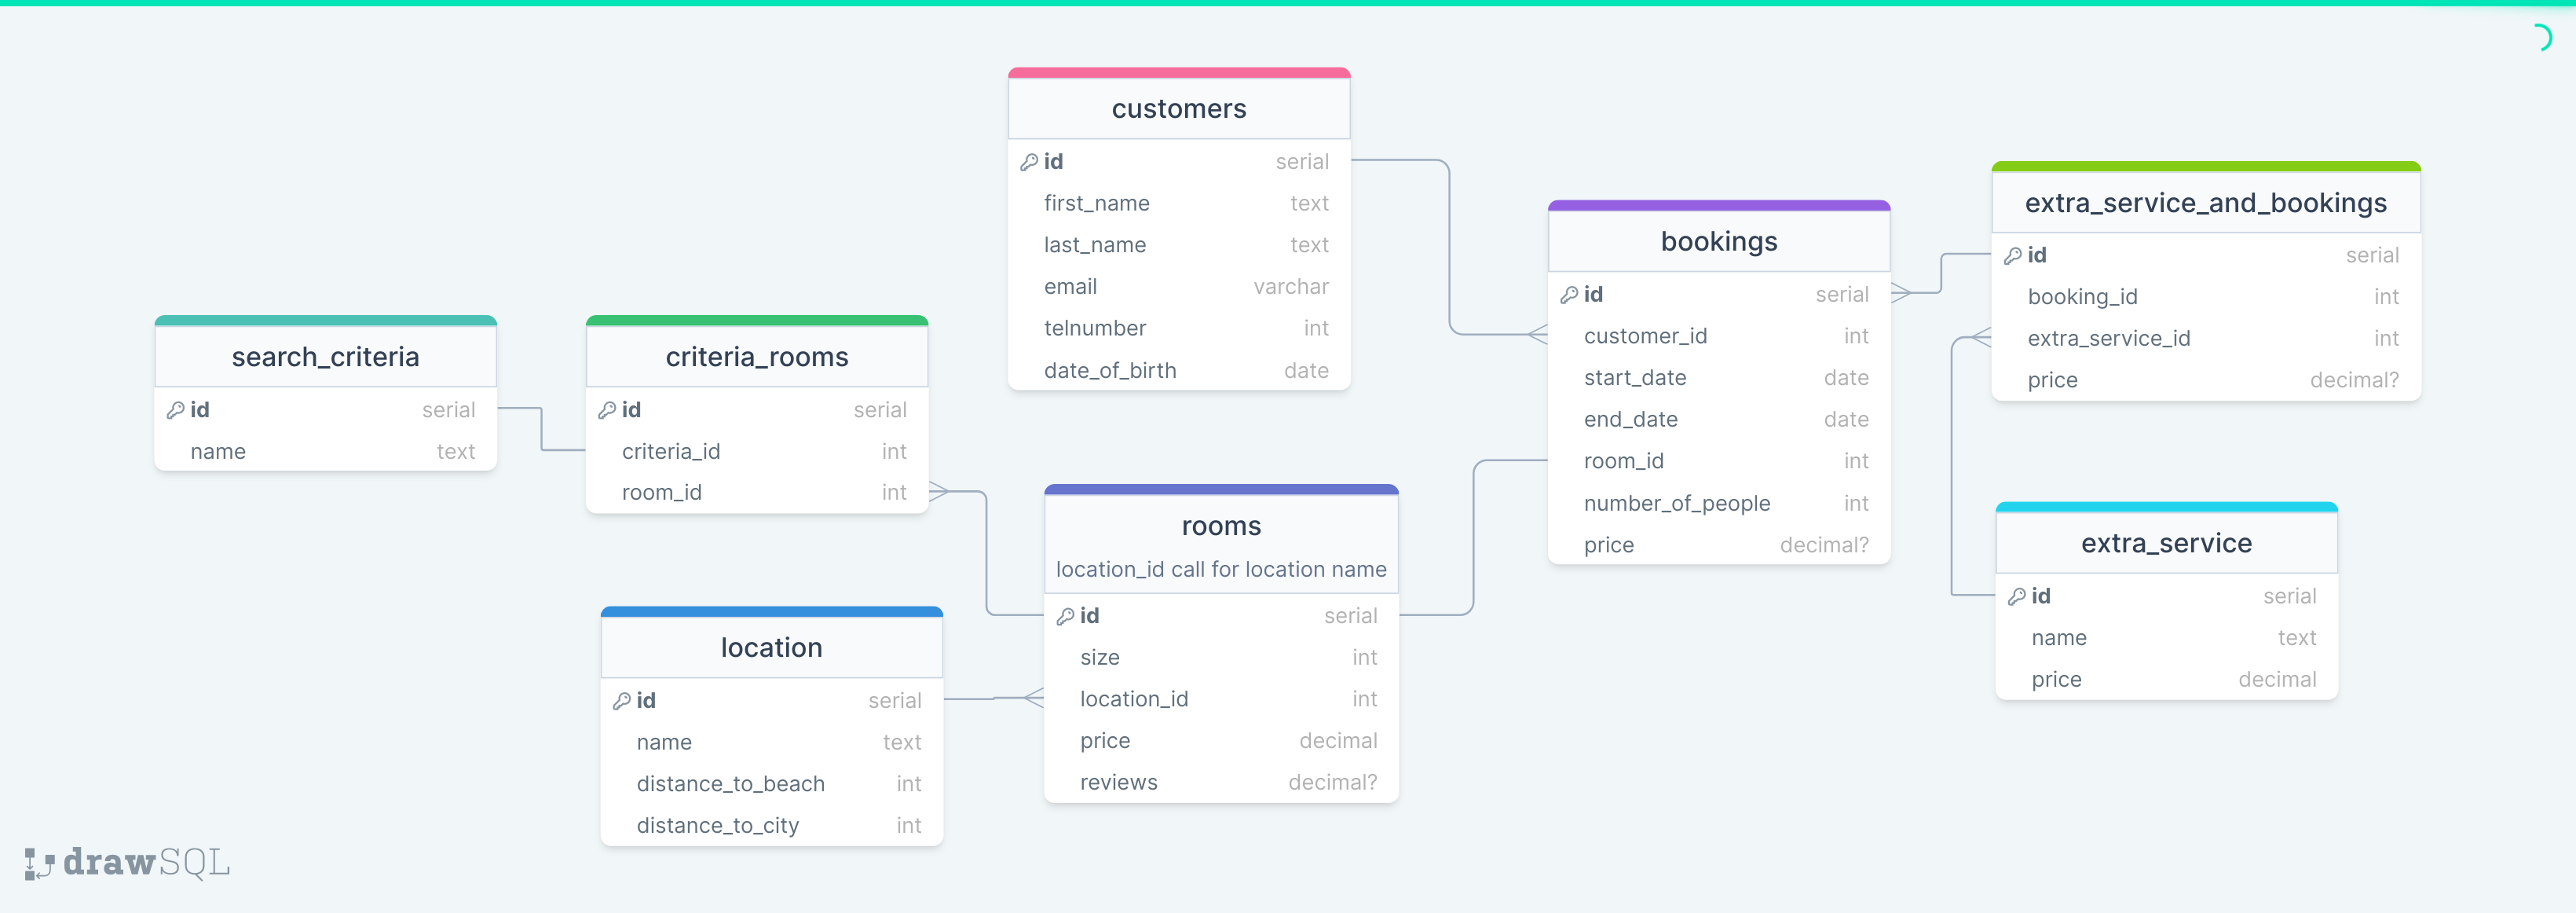 customers
id serial
first_name text
last_name text
email varchar
telnumber int
date_of_birth date
bookings
id serial
customer_id int
start_date date
end_date date
room_id int
number_of_people int
price decimal?
extra_service_and_bookings
id serial
booking_id int
extra_service_id int
price decimal?
search_criteria
id serial
name text
criteria_rooms
id serial
criteria_id int
room_id int
rooms
location_id call for location name
id serial
size int
location_id int
price decimal
reviews decimal?
extra_service
id serial
name text
price decimal
location
id serial
name text
distance_to_beach int
distance_to_city int
drawSQL